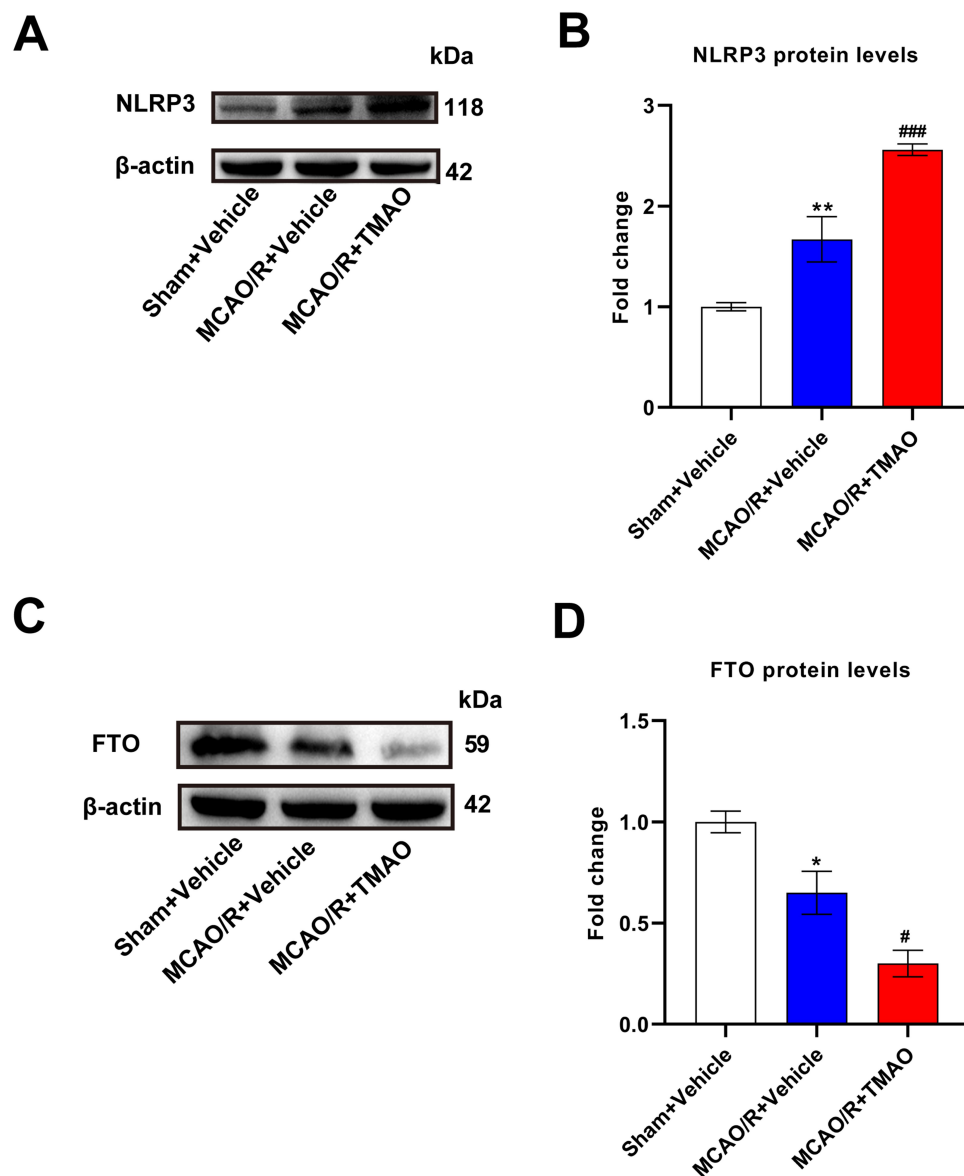 A
kDa
NLRP3
118
β-actin
42
Sham+Vehicle
MCAO/R+Vehicle
MCAO/R+TMAO
B
NLRP3 protein levels
Fold change
3
2
1
0
**
###
Sham+Vehicle
MCAO/R+Vehicle
MCAO/R+TMAO
C
kDa
FTO
59
β-actin
42
Sham+Vehicle
MCAO/R+Vehicle
MCAO/R+TMAO
D
FTO protein levels
Fold change
1.5
1.0
0.5
0.0
*
#
Sham+Vehicle
MCAO/R+Vehicle
MCAO/R+TMAO